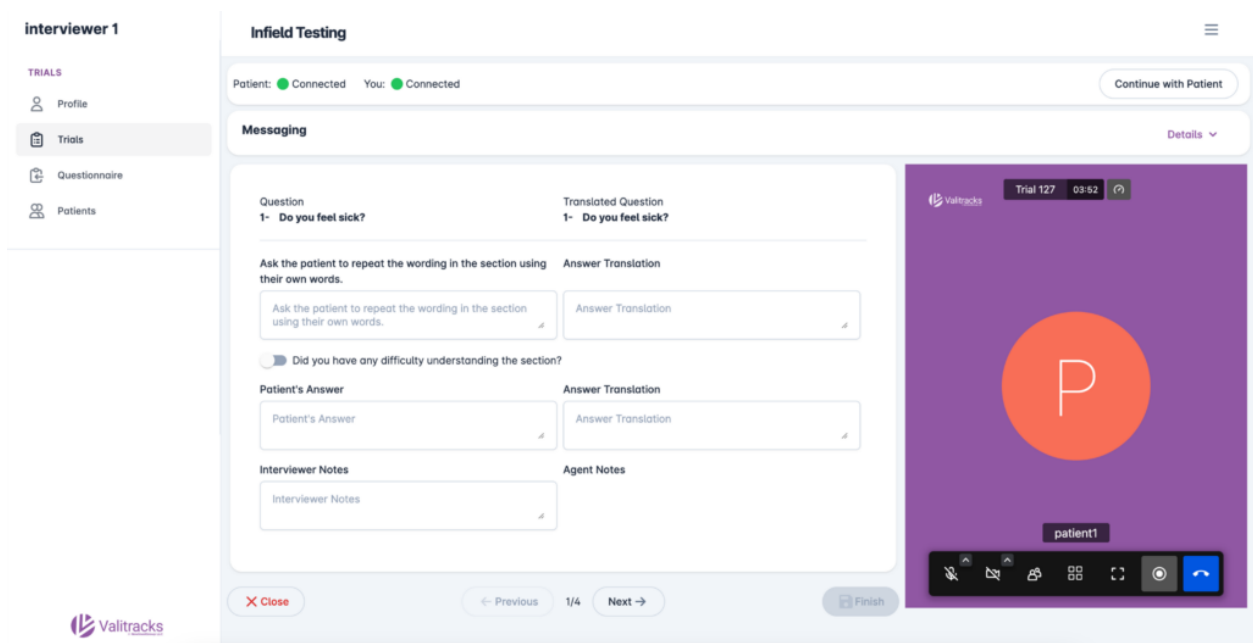 interviewer 1
Infield Testing
TRIALS
Profile
Trials
Questionnaire
Patients
Patient: Connected You: Connected
Continue with Patient
Messaging
Details
Question
1- Do you feel sick?
Translated Question
1- Do you feel sick?
Ask the patient to repeat the wording in the section using
their own words.
Answer Translation
Ask the patient to repeat the wording in the section
using their own words.
Answer Translation
Did you have any difficulty understanding the section?
Patient's Answer
Answer Translation
Patient's Answer
Answer Translation
Interviewer Notes
Agent Notes
Interviewer Notes
Close
Previous
1/4
Next
Finish
Valitracks
Trial 127 03:52
P
patient1
Valitracks